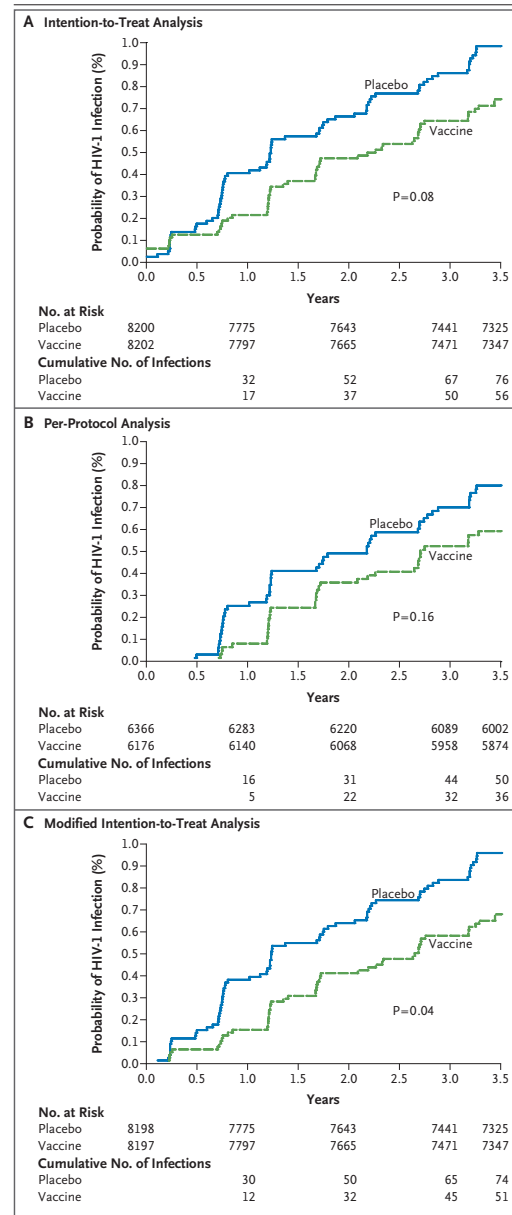 A Intention-to-Treat Analysis
1.0
0.9
0.8
0.7
0.6
0.5
0.4
0.3
0.2
0.1
0.0
Probability of HIV-1 Infection (%)
Placebo
Vaccine
P=0.08
0.0 0.5 1.0 1.5 2.0 2.5 3.0 3.5
Years
No. at Risk
Placebo 8200 7775 7643 7441 7325
Vaccine 8202 7797 7665 7471 7347
Cumulative No. of Infections
Placebo 32 52 67 76
Vaccine 17 37 50 56
B Per-Protocol Analysis
1.0
0.9
0.8
0.7
0.6
0.5
0.4
0.3
0.2
0.1
0.0
Probability of HIV-1 Infection (%)
Placebo
Vaccine
P=0.16
0.0 0.5 1.0 1.5 2.0 2.5 3.0 3.5
Years
No. at Risk
Placebo 6366 6283 6220 6089 6002
Vaccine 6176 6140 6068 5958 5874
Cumulative No. of Infections
Placebo 16 31 44 50
Vaccine 5 22 32 36
C Modified Intention-to-Treat Analysis
1.0
0.9
0.8
0.7
0.6
0.5
0.4
0.3
0.2
0.1
0.0
Probability of HIV-1 Infection (%)
Placebo
Vaccine
P=0.04
0.0 0.5 1.0 1.5 2.0 2.5 3.0 3.5
Years
No. at Risk
Placebo 8198 7775 7643 7441 7325
Vaccine 8197 7797 7665 7471 7347
Cumulative No. of Infections
Placebo 30 50 65 74
Vaccine 12 32 45 51